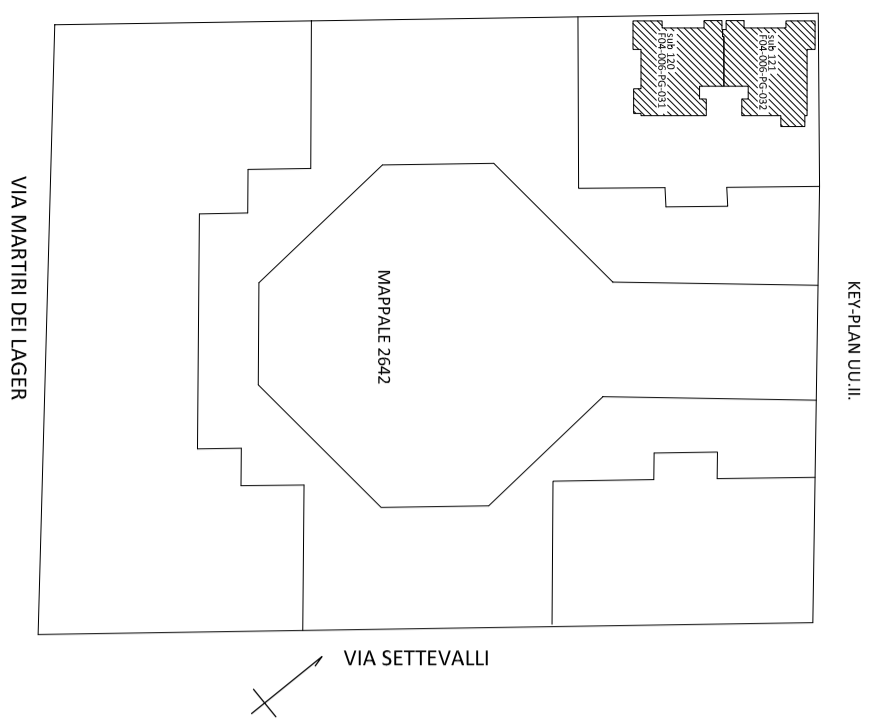 sub 120
F04-006-PG-031
sub 121
F04-006-PG-032
VIA MARTIRI DEI LAGER
MAPPALE 2642
KEY-PLAN UU.II.
VIA SETTEVALLI